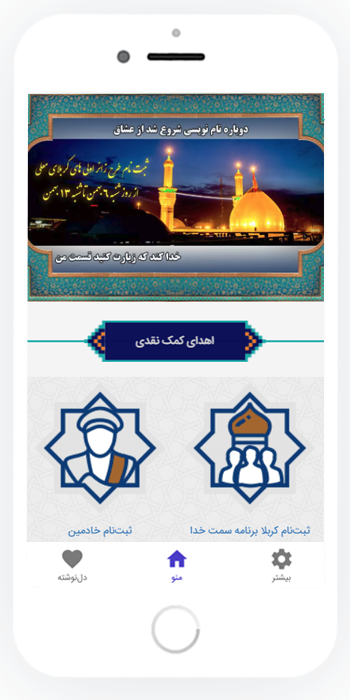 دوباره نام نویسی شروع شد از عشاق
ثبت نام طرح زائر اولی های کربلای معلی
از روز شنبه ۶ بهمن تا شنبه ۱۳ بهمن
خدا کند که زیارت کنید قسمت من
اهدای کمک نقدی
ثبت‌نام کربلا برنامه سمت خدا
ثبت‌نام خادمین
بیشتر
منو
دل‌نوشته